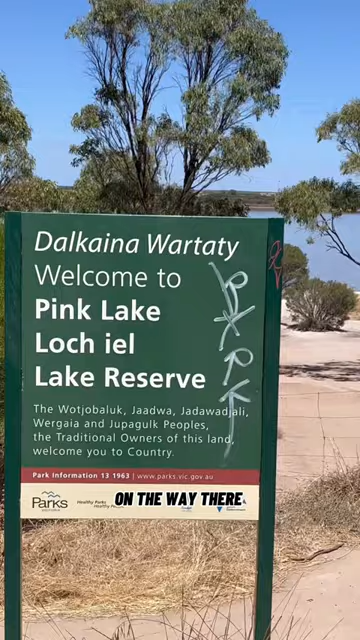 Dalkaina Wartaty
Welcome to
Pink Lake
Loch iel
Lake Reserve
The Wotjobaluk, Jaadwa, Jadawadjali,
Wergaia and Jupagulk Peoples,
the Traditional Owners of this land,
welcome you to Country.
Park Information 13 1963 | www.parks.vic.gov.au
Parks
Healthy Parks
ON THE WAY THERE